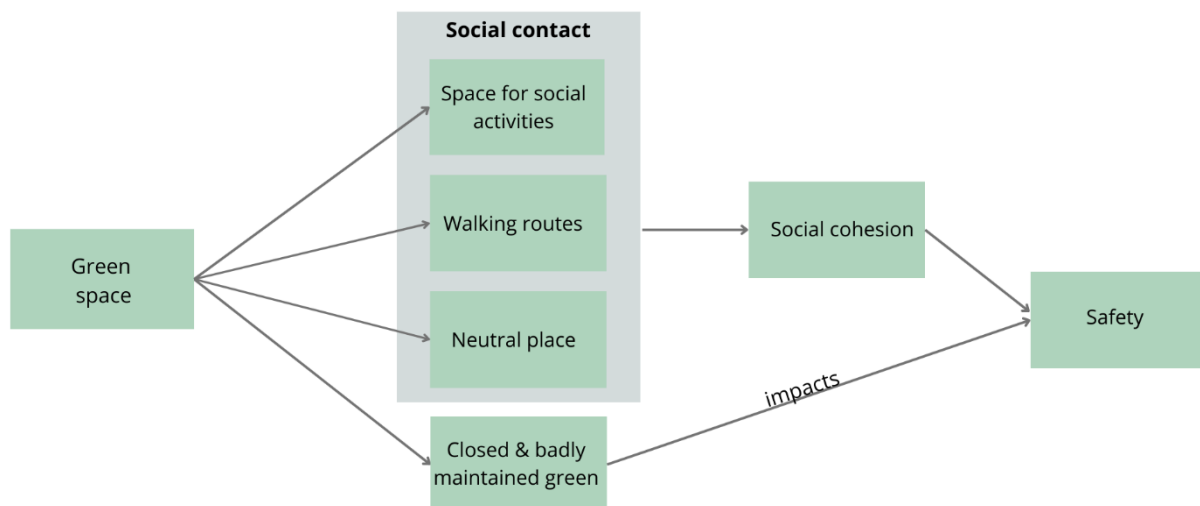 Social contact
Space for social
activities
Walking routes
Neutral place
Green
space
Social cohesion
Safety
impacts
Closed & badly
maintained green